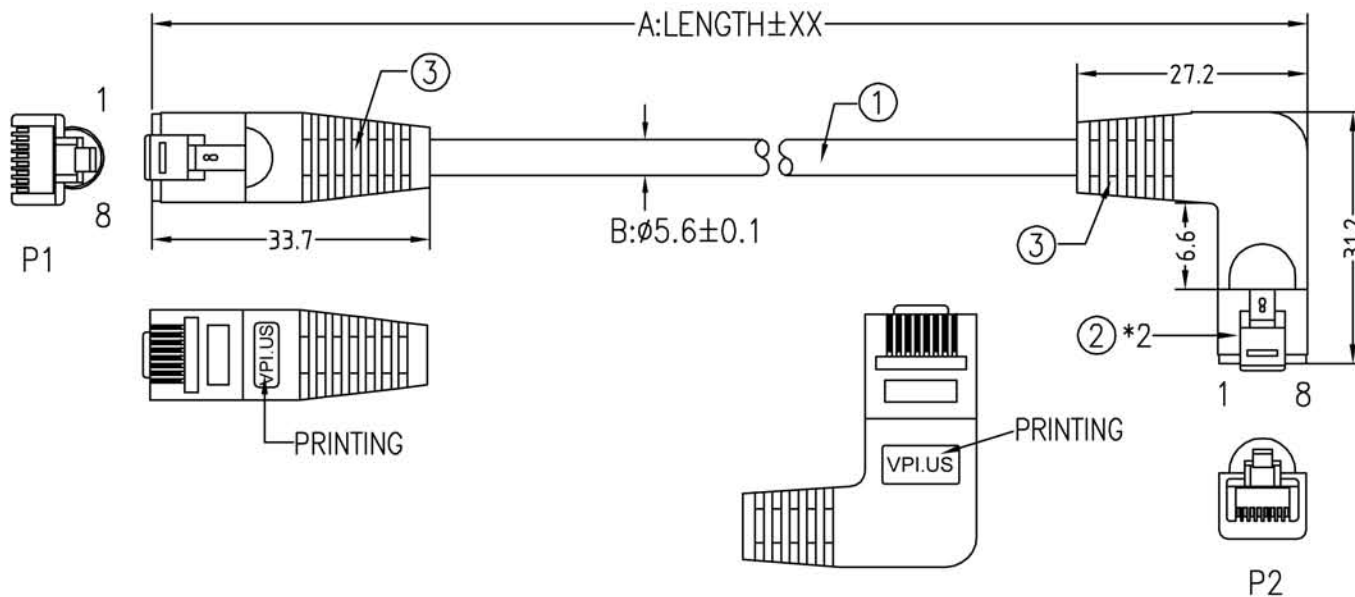 A:LENGTH±XX
3
1
27.2
1
8
8
P1
33.7
B:ø5.6±0.1
3
6.6
31.2
8
2 *2
1 8
VPI.US
PRINTING
VPI.US
PRINTING
P2